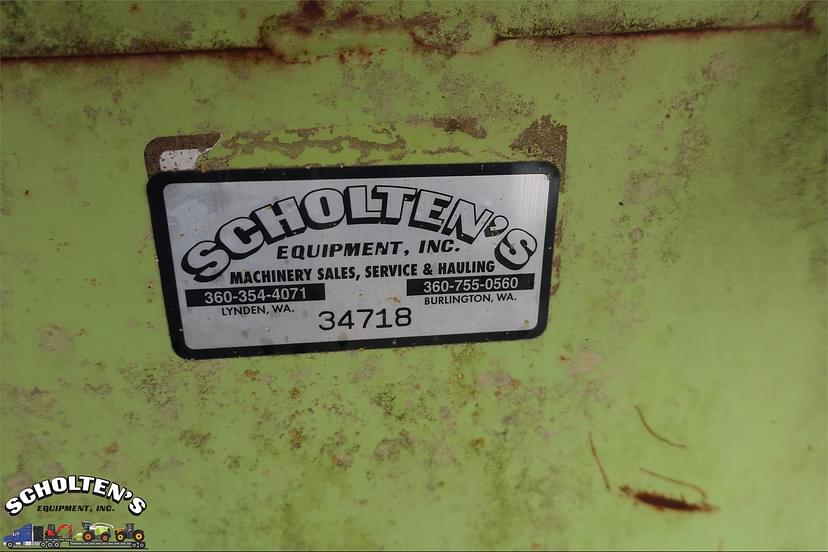 SCHOLTEN'S
EQUIPMENT, INC.
MACHINERY SALES, SERVICE & HAULING
360-354-4071 360-755-0560
LYNDEN, WA. BURLINGTON, WA.
34718
SCHOLTEN'S
EQUIPMENT, INC.